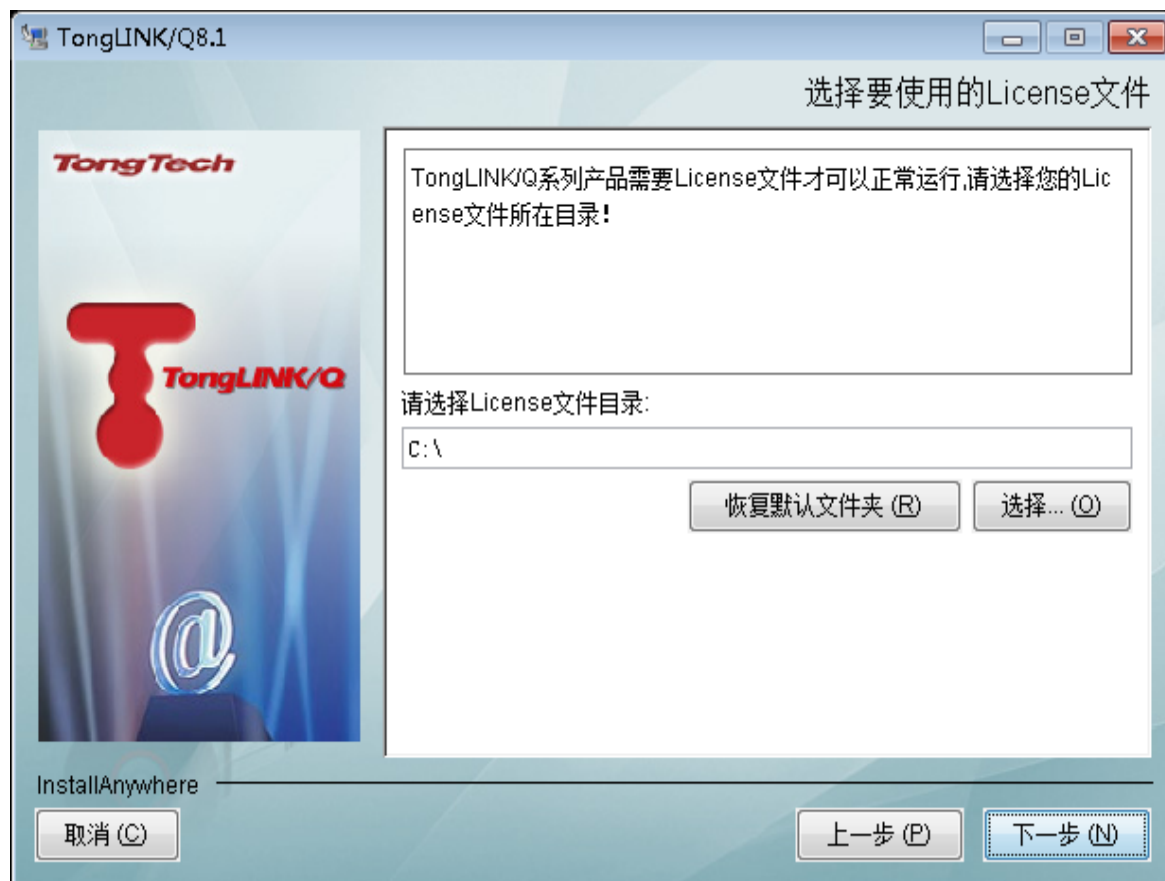 TongLINK/Q8.1
选择要使用的License文件
TongTech
TongLINK/Q系列产品需要License文件才可以正常运行,请选择您的Lic
ense文件所在目录!
TongLINK/Q
请选择License文件目录:
C:\
恢复默认文件夹 (R)
选择... (O)
InstallAnywhere
取消 (C)
上一步 (P)
下一步 (N)